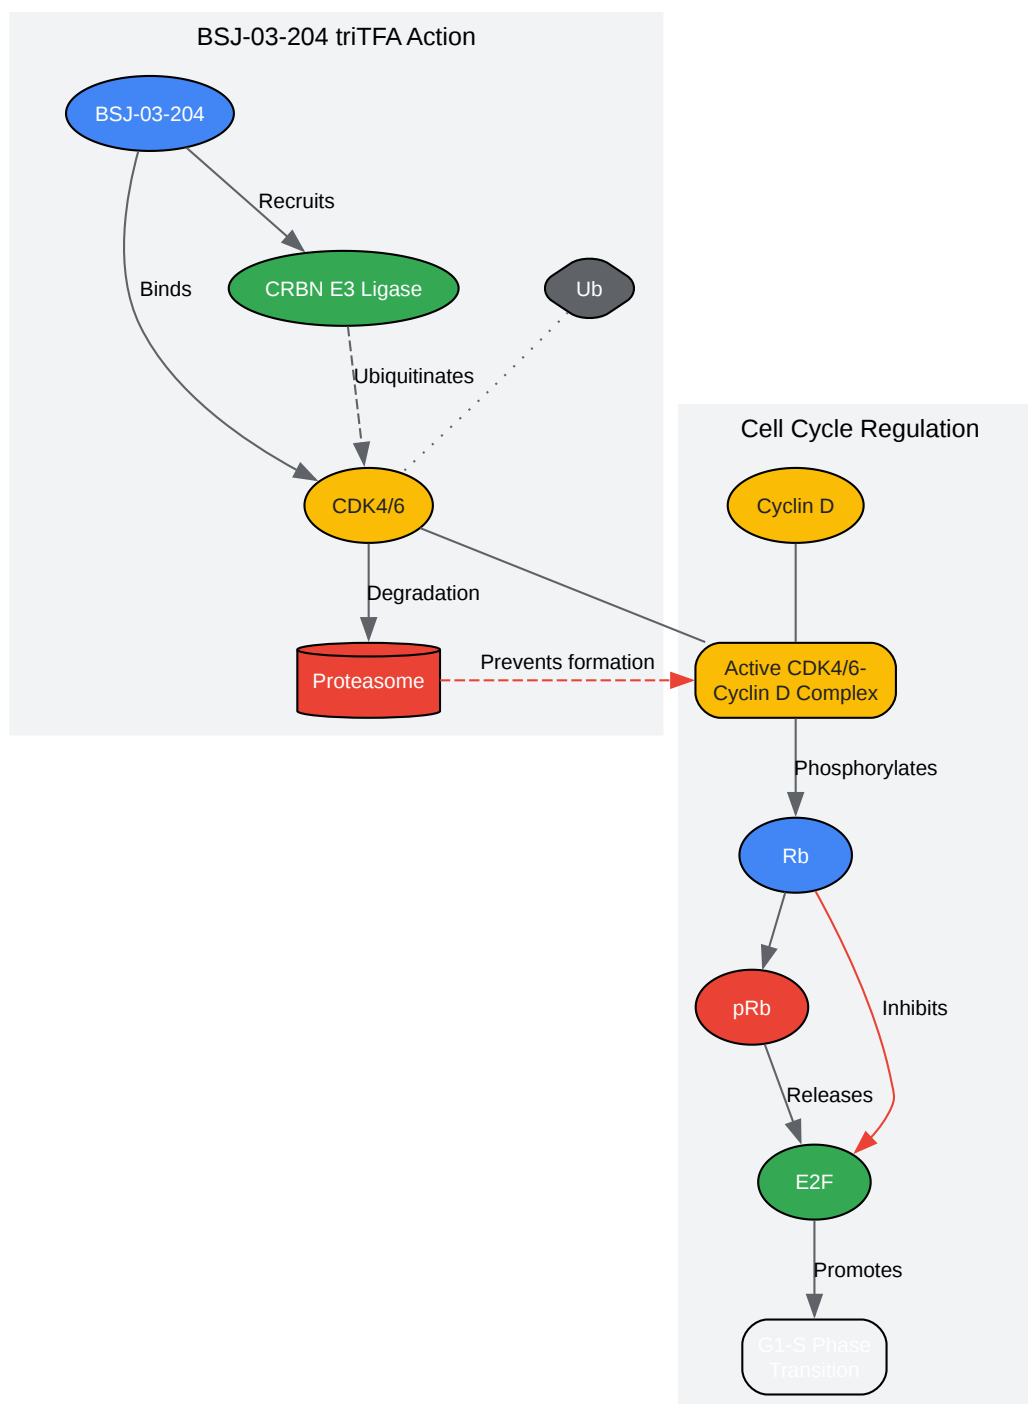 BSJ-03-204 triTFA Action
BSJ-03-204
Recruits
Binds
CRBN E3 Ligase
Ub
Ubiquitinates
Cell Cycle Regulation
CDK4/6
Cyclin D
Degradation
Prevents formation
Proteasome
Active CDK4/6-
Cyclin D Complex
Phosphorylates
Rb
pRb
Inhibits
Releases
E2F
Promotes
G1-S Phase
Transition